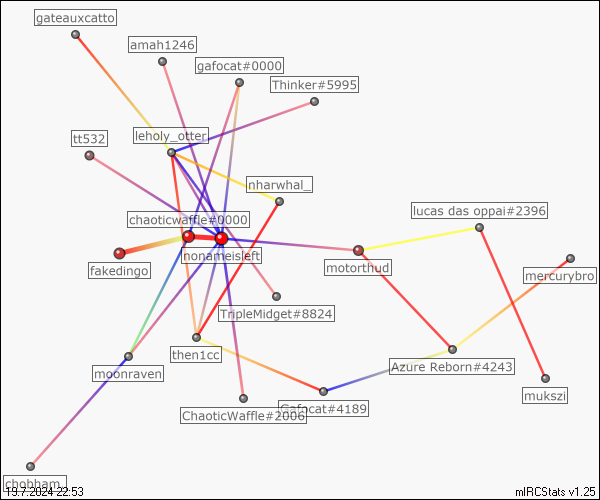 gateauxcatto
amah1246
gafocat#0000
Thinker#5995
tt532
leholy_otter
nharwhal_
chaoticwaffle#0000
lucas das oppai#2396
nonameisleft
fakedingo
motorthud
mercurybro
TripleMidget#8824
then1cc
moonraven
Azure Reborn#4243
mukszi
ChaoticWaffle#2006
Gafocat#4189
chobham_
19.7.2024 22:53
mIRCStats v1.25